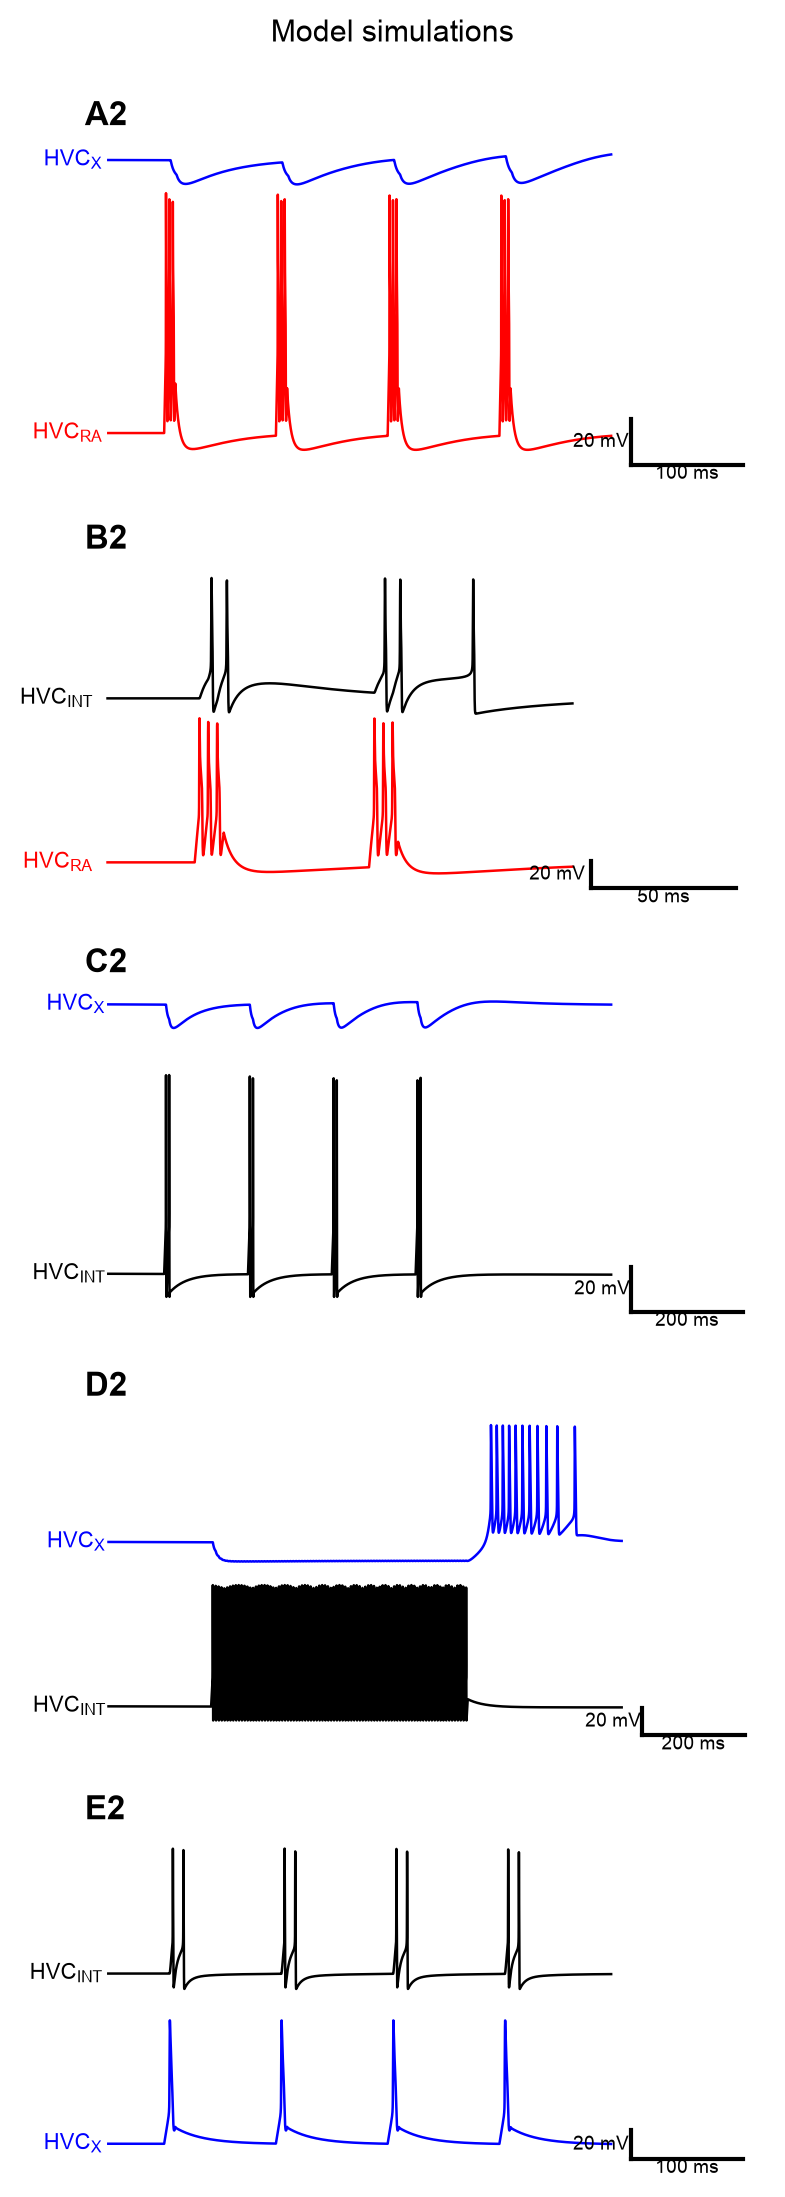 Model simulations
A2
HVCX
HVCRA
20 mV
100 ms
B2
HVCINT
HVCRA
20 mV
50 ms
C2
HVCX
HVCINT
20 mV
200 ms
D2
HVCX
HVCINT
20 mV
200 ms
E2
HVCINT
HVCX
20 mV
100 ms